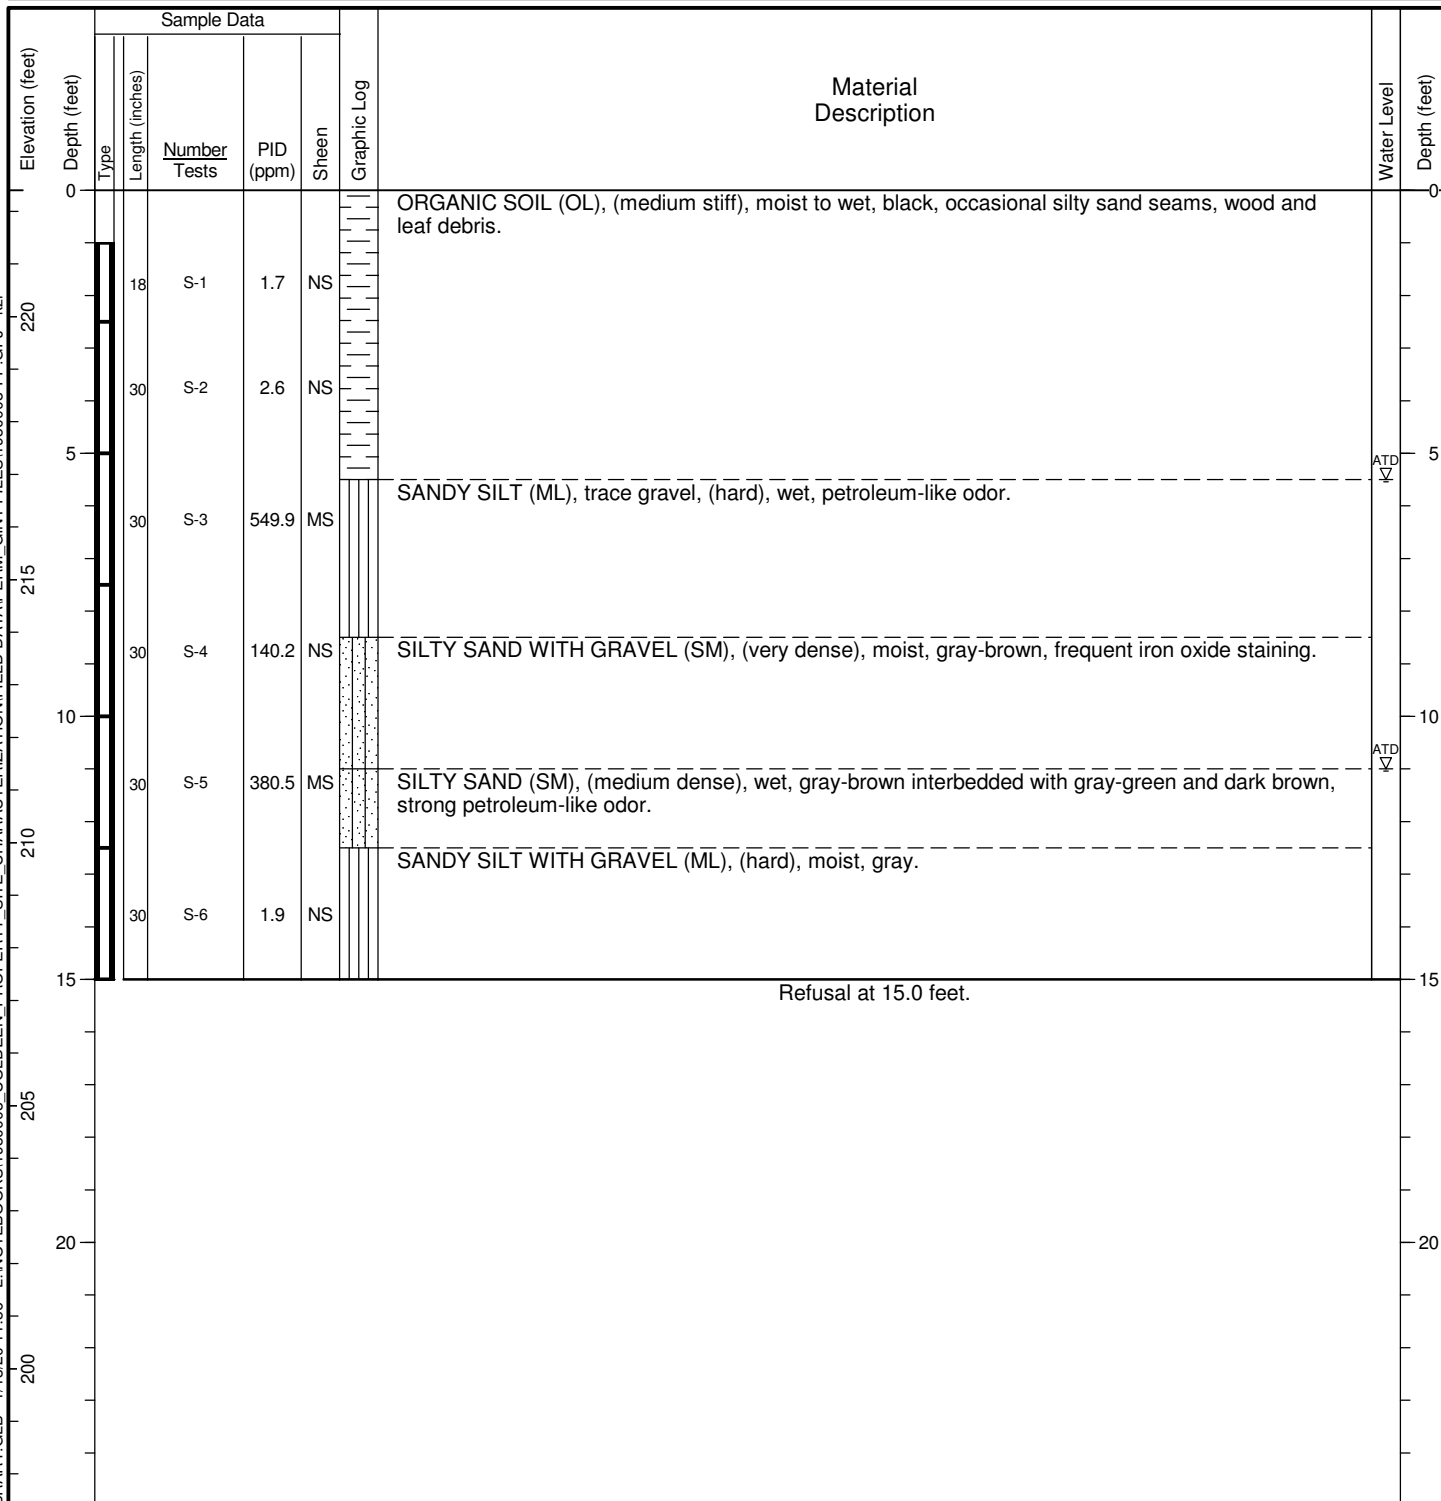 Sample Data
Elevation (feet)
Depth (feet)
Type
Length (inches)
Number
Tests
PID
(ppm)
Sheen
Graphic Log
Material
Description
Water Level
Depth (feet)
0
0
ORGANIC SOIL (OL), (medium stiff), moist to wet, black, occasional silty sand seams, wood and
leaf debris.
18 S-1 1.7 NS
220
30 S-2 2.6 NS
5
ATD
5
SANDY SILT (ML), trace gravel, (hard), wet, petroleum-like odor.
30 S-3 549.9 MS
215
30 S-4 140.2 NS
SILTY SAND WITH GRAVEL (SM), (very dense), moist, gray-brown, frequent iron oxide staining.
10
10
ATD
30 S-5 380.5 MS
SILTY SAND (SM), (medium dense), wet, gray-brown interbedded with gray-green and dark brown,
strong petroleum-like odor.
210
SANDY SILT WITH GRAVEL (ML), (hard), moist, gray.
30 S-6 1.9 NS
15
15
Refusal at 15.0 feet.
205
20
20
200